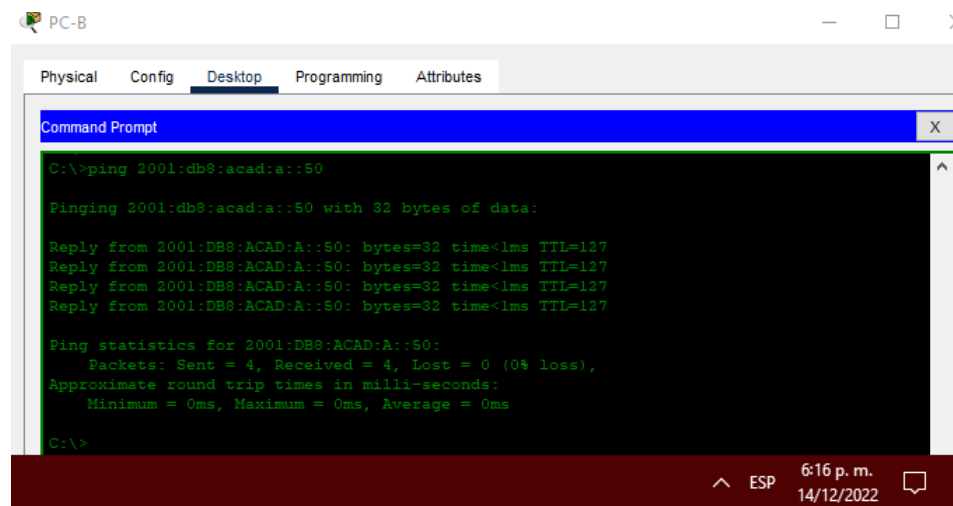 PC-B
Physical Config Desktop Programming Attributes
Command Prompt X
C:\>ping 2001:db8:acad:a::50
Pinging 2001:db8:acad:a::50 with 32 bytes of data:
Reply from 2001:DB8:ACAD:A::50: bytes=32 time<1ms TTL=127
Reply from 2001:DB8:ACAD:A::50: bytes=32 time<1ms TTL=127
Reply from 2001:DB8:ACAD:A::50: bytes=32 time<1ms TTL=127
Reply from 2001:DB8:ACAD:A::50: bytes=32 time<1ms TTL=127
Ping statistics for 2001:DB8:ACAD:A::50:
Packets: Sent = 4, Received = 4, Lost = 0 (0% loss),
Approximate round trip times in milli-seconds:
Minimum = 0ms, Maximum = 0ms, Average = 0ms
C:\>
ESP 6:16 p. m.
14/12/2022